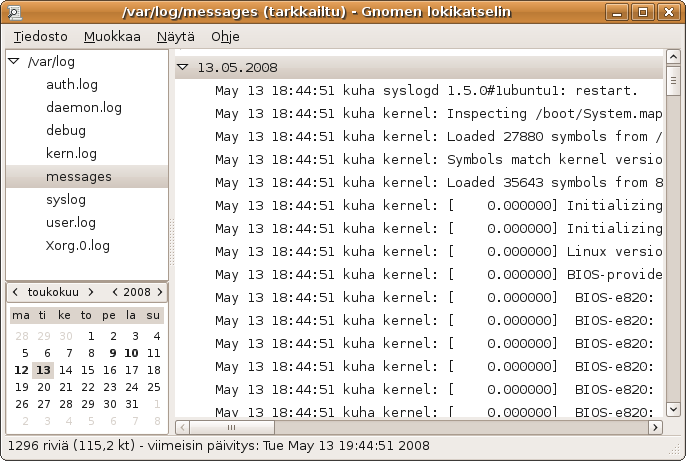 /var/log/messages (tarkkailtu) - Gnomen lokikatselin
Tiedosto Muokkaa Näytä Ohje
/var/log
auth.log
daemon.log
debug
kern.log
messages
syslog
user.log
Xorg.0.log
toukokuu 2008
ma ti ke to pe la su
28 29 30 1 2 3 4
5 6 7 8 9 10 11
12 13 14 15 16 17 18
19 20 21 22 23 24 25
26 27 28 29 30 31 1
2 3 4 5 6 7 8
13.05.2008
May 13 18:44:51 kuha syslogd 1.5.0#1ubuntu1: restart.
May 13 18:44:51 kuha kernel: Inspecting /boot/System.map
May 13 18:44:51 kuha kernel: Loaded 27880 symbols from /
May 13 18:44:51 kuha kernel: Symbols match kernel versio
May 13 18:44:51 kuha kernel: Loaded 35643 symbols from 8
May 13 18:44:51 kuha kernel: [    0.000000] Initializing
May 13 18:44:51 kuha kernel: [    0.000000] Initializing
May 13 18:44:51 kuha kernel: [    0.000000] Linux versio
May 13 18:44:51 kuha kernel: [    0.000000] BIOS-provide
May 13 18:44:51 kuha kernel: [    0.000000]  BIOS-e820:
May 13 18:44:51 kuha kernel: [    0.000000]  BIOS-e820:
May 13 18:44:51 kuha kernel: [    0.000000]  BIOS-e820:
May 13 18:44:51 kuha kernel: [    0.000000]  BIOS-e820:
May 13 18:44:51 kuha kernel: [    0.000000]  BIOS-e820:
May 13 18:44:51 kuha kernel: [    0.000000]  BIOS-e820:
1296 riviä (115,2 kt) - viimeisin päivitys: Tue May 13 19:44:51 2008